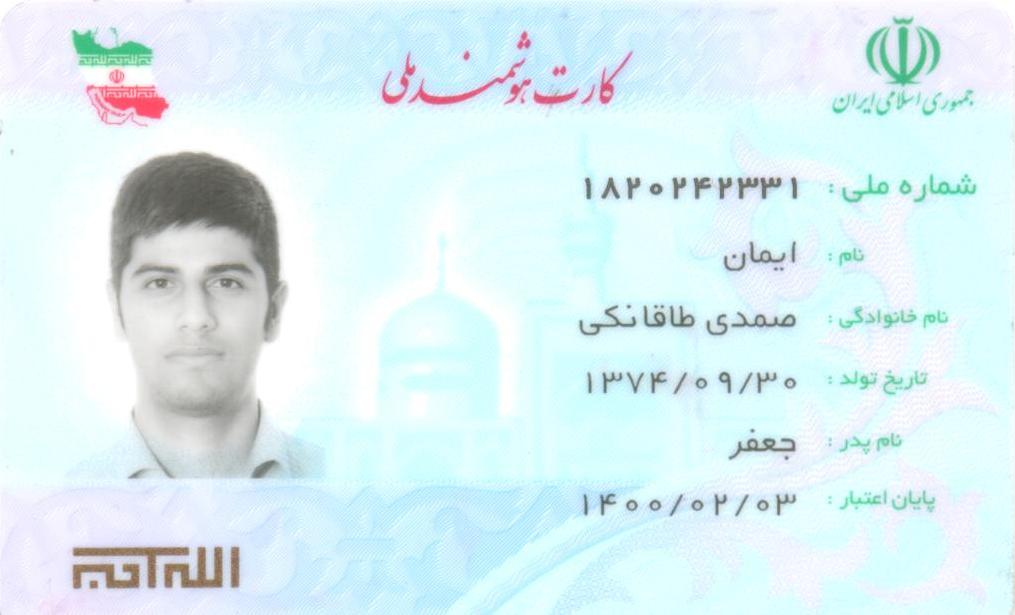 کارت هوشمند ملی
جمهوری اسلامی ایران
شماره ملی : ۱۸۲۰۲۴۲۳۳۱
نام : ایمان
نام خانوادگی : صمدی طاقانکی
تاریخ تولد : ۱۳۷۴/۰۹/۳۰
نام پدر : جعفر
پایان اعتبار : ۱۴۰۰/۰۲/۰۳
الله اکبر